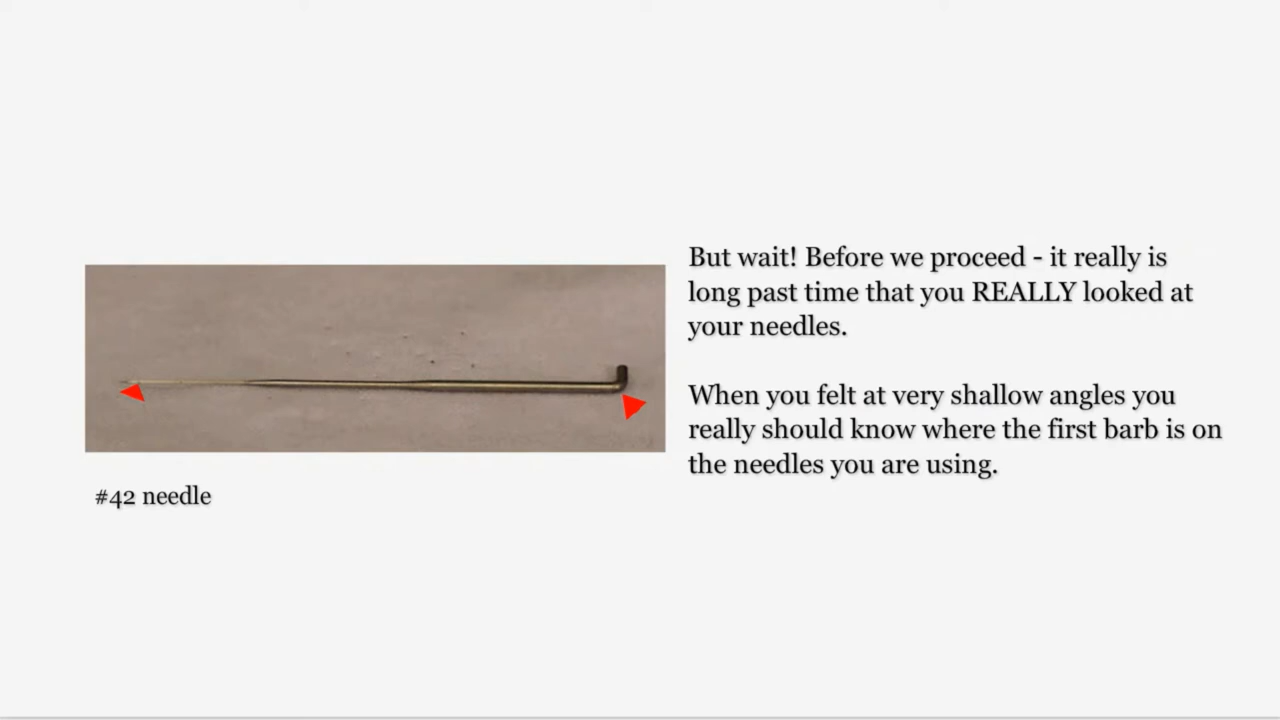 But wait! Before we proceed - it really is
long past time that you REALLY looked at
your needles.
When you felt at very shallow angles you
really should know where the first barb is on
the needles you are using.
#42 needle